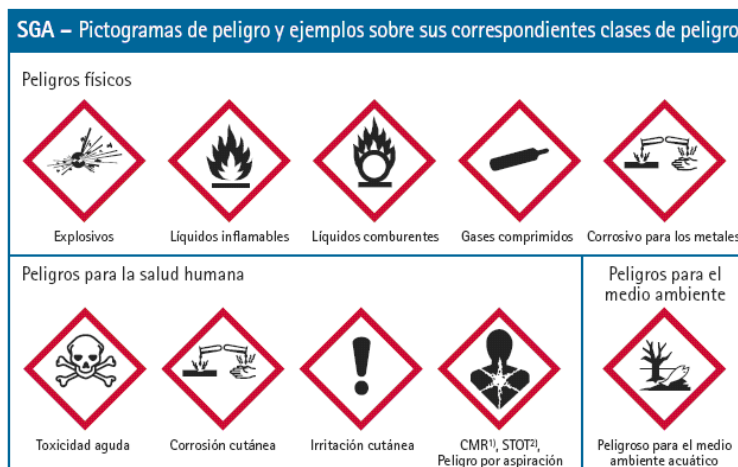 SGA – Pictogramas de peligro y ejemplos sobre sus correspondientes clases de peligro
Peligros físicos
Explosivos
Líquidos inflamables
Líquidos comburentes
Gases comprimidos
Corrosivo para los metales
Peligros para la salud humana
Toxicidad aguda
Corrosión cutánea
Irritación cutánea
CMR¹⁾, STOT²⁾,
Peligro por aspiración
Peligros para el
medio ambiente
Peligroso para el medio
ambiente acuático